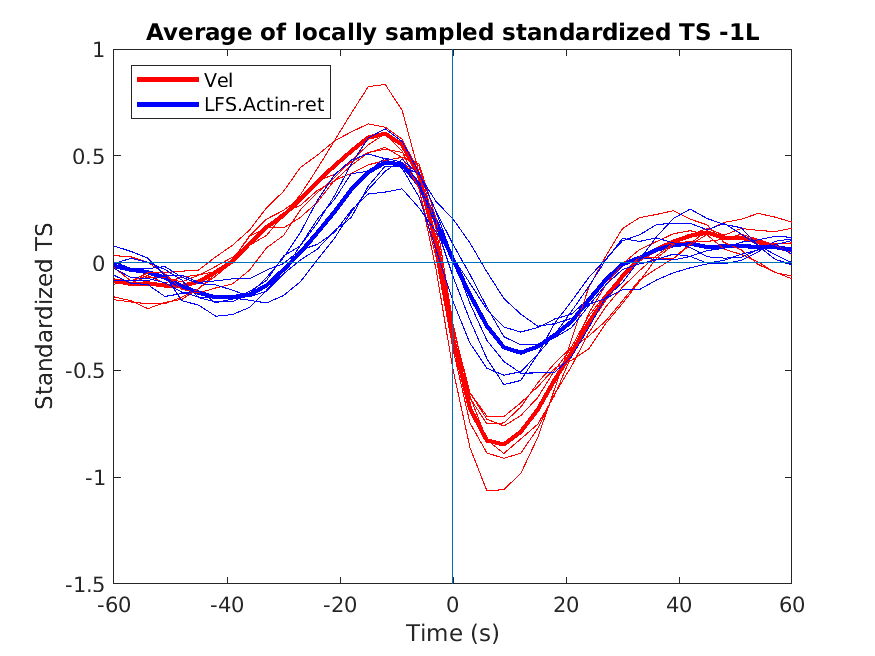 Average of locally sampled standardized TS -1L
Vel
LFS.Actin-ret
Standardized TS
1
0.5
0
-0.5
-1
-1.5
-60
-40
-20
0
20
40
60
Time (s)